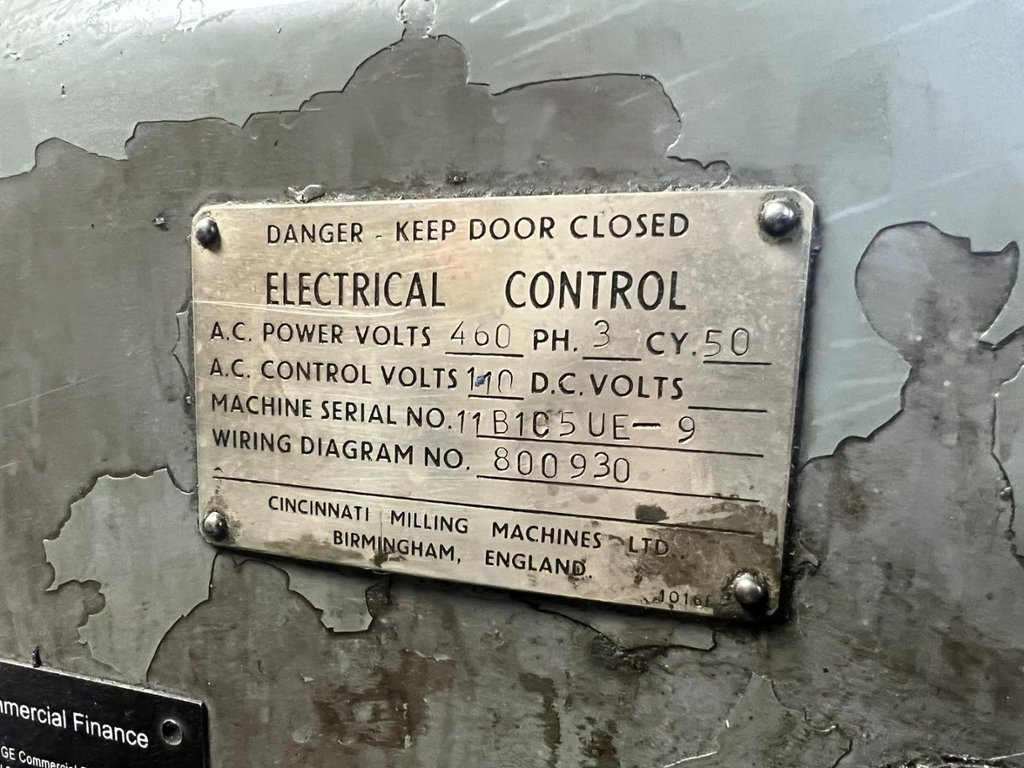 DANGER - KEEP DOOR CLOSED
ELECTRICAL CONTROL
A.C. POWER VOLTS 460 PH. 3 CY. 50
A.C. CONTROL VOLTS 110 D.C. VOLTS
MACHINE SERIAL NO. 11B1C5UE-9
WIRING DIAGRAM NO. 800930
CINCINNATI MILLING MACHINES LTD.
BIRMINGHAM, ENGLAND.
Finance
GE